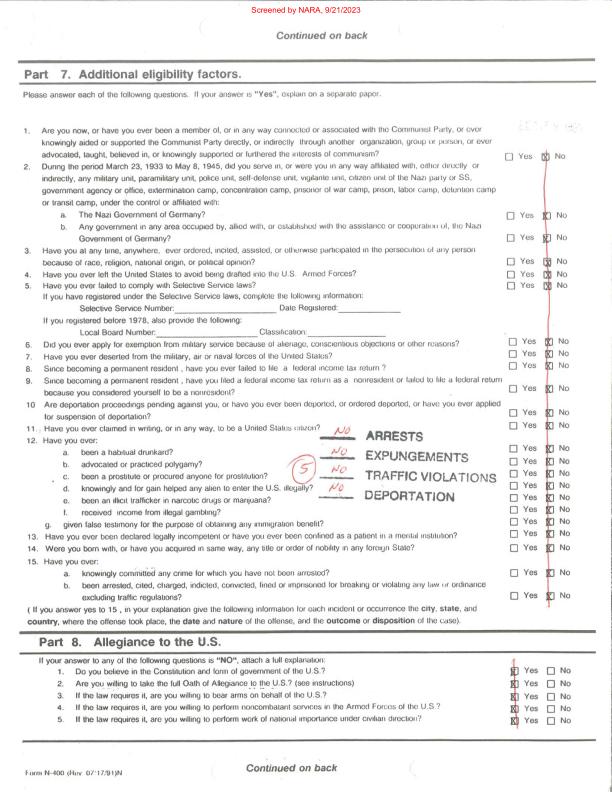 Screened by NARA, 9/21/2023
Continued on back
Part 7. Additional eligibility factors.
Please answer each of the following questions. If your answer is "Yes", explain on a separate paper.
1. Are you now, or have you ever been a member of, or in any way connected or associated with the Communist Party, or ever
knowingly aided or supported the Communist Party directly, or indirectly through another organization, group or person, or ever
advocated, taught, believed in, or knowingly supported or furthered the interests of communism? ☐ Yes ☒ No
2. During the period March 23, 1933 to May 8, 1945, did you serve in, or were you in any way affiliated with, either directly or
indirectly, any military unit, paramilitary unit, police unit, self-defense unit, vigilante unit, citizen unit of the Nazi party or SS,
government agency or office, extermination camp, concentration camp, prisoner of war camp, prison, labor camp, detention camp
or transit camp, under the control or affiliated with:
a. The Nazi Government of Germany? ☐ Yes ☒ No
b. Any government in any area occupied by, allied with, or established with the assistance or cooperation of, the Nazi
Government of Germany? ☐ Yes ☒ No
3. Have you at any time, anywhere, ever ordered, incited, assisted, or otherwise participated in the persecution of any person
because of race, religion, national origin, or political opinion? ☐ Yes ☒ No
4. Have you ever left the United States to avoid being drafted into the U.S. Armed Forces? ☐ Yes ☒ No
5. Have you ever failed to comply with Selective Service laws? ☐ Yes ☒ No
If you have registered under the Selective Service laws, complete the following information:
Selective Service Number: Date Registered:
If you registered before 1978, also provide the following:
Local Board Number: Classification:
6. Did you ever apply for exemption from military service because of alienage, conscientious objections or other reasons? ☐ Yes ☒ No
7. Have you ever deserted from the military, air or naval forces of the United States? ☐ Yes ☒ No
8. Since becoming a permanent resident , have you ever failed to file a federal income tax return ? ☐ Yes ☒ No
9. Since becoming a permanent resident , have you filed a federal income tax return as a nonresident or failed to file a federal return
because you considered yourself to be a nonresident? ☐ Yes ☒ No
10 Are deportation proceedings pending against you, or have you ever been deported, or ordered deported, or have you ever applied
for suspension of deportation? ☐ Yes ☒ No
11. Have you ever claimed in writing, or in any way, to be a United States citizen? ☐ Yes ☒ No
NO ARRESTS
12. Have you ever:
a. been a habitual drunkard? ☐ Yes ☒ No
NO EXPUNGEMENTS
b. advocated or practiced polygamy? ☐ Yes ☒ No
5 NO TRAFFIC VIOLATIONS
c. been a prostitute or procured anyone for prostitution? ☐ Yes ☒ No
d. knowingly and for gain helped any alien to enter the U.S. illegally? ☐ Yes ☒ No
NO DEPORTATION
e. been an illicit trafficker in narcotic drugs or marijuana? ☐ Yes ☒ No
f. received income from illegal gambling? ☐ Yes ☒ No
g. given false testimony for the purpose of obtaining any immigration benefit? ☐ Yes ☒ No
13. Have you ever been declared legally incompetent or have you ever been confined as a patient in a mental institution? ☐ Yes ☒ No
14. Were you born with, or have you acquired in same way, any title or order of nobility in any foreign State? ☐ Yes ☒ No
15. Have you ever:
a. knowingly committed any crime for which you have not been arrested? ☐ Yes ☒ No
b. been arrested, cited, charged, indicted, convicted, fined or imprisoned for breaking or violating any law or ordinance
excluding traffic regulations? ☐ Yes ☒ No
( If you answer yes to 15 , in your explanation give the following information for each incident or occurrence the city, state, and
country, where the offense took place, the date and nature of the offense, and the outcome or disposition of the case).
Part 8. Allegiance to the U.S.
If your answer to any of the following questions is "NO", attach a full explanation:
1. Do you believe in the Constitution and form of government of the U.S.? ☒ Yes ☐ No
2. Are you willing to take the full Oath of Allegiance to the U.S.? (see instructions) ☒ Yes ☐ No
3. If the law requires it, are you willing to bear arms on behalf of the U.S.? ☒ Yes ☐ No
4. If the law requires it, are you willing to perform noncombatant services in the Armed Forces of the U.S.? ☒ Yes ☐ No
5. If the law requires it, are you willing to perform work of national importance under civilian direction? ☒ Yes ☐ No
Form N-400 (Rev. 07/17/91)N
Continued on back